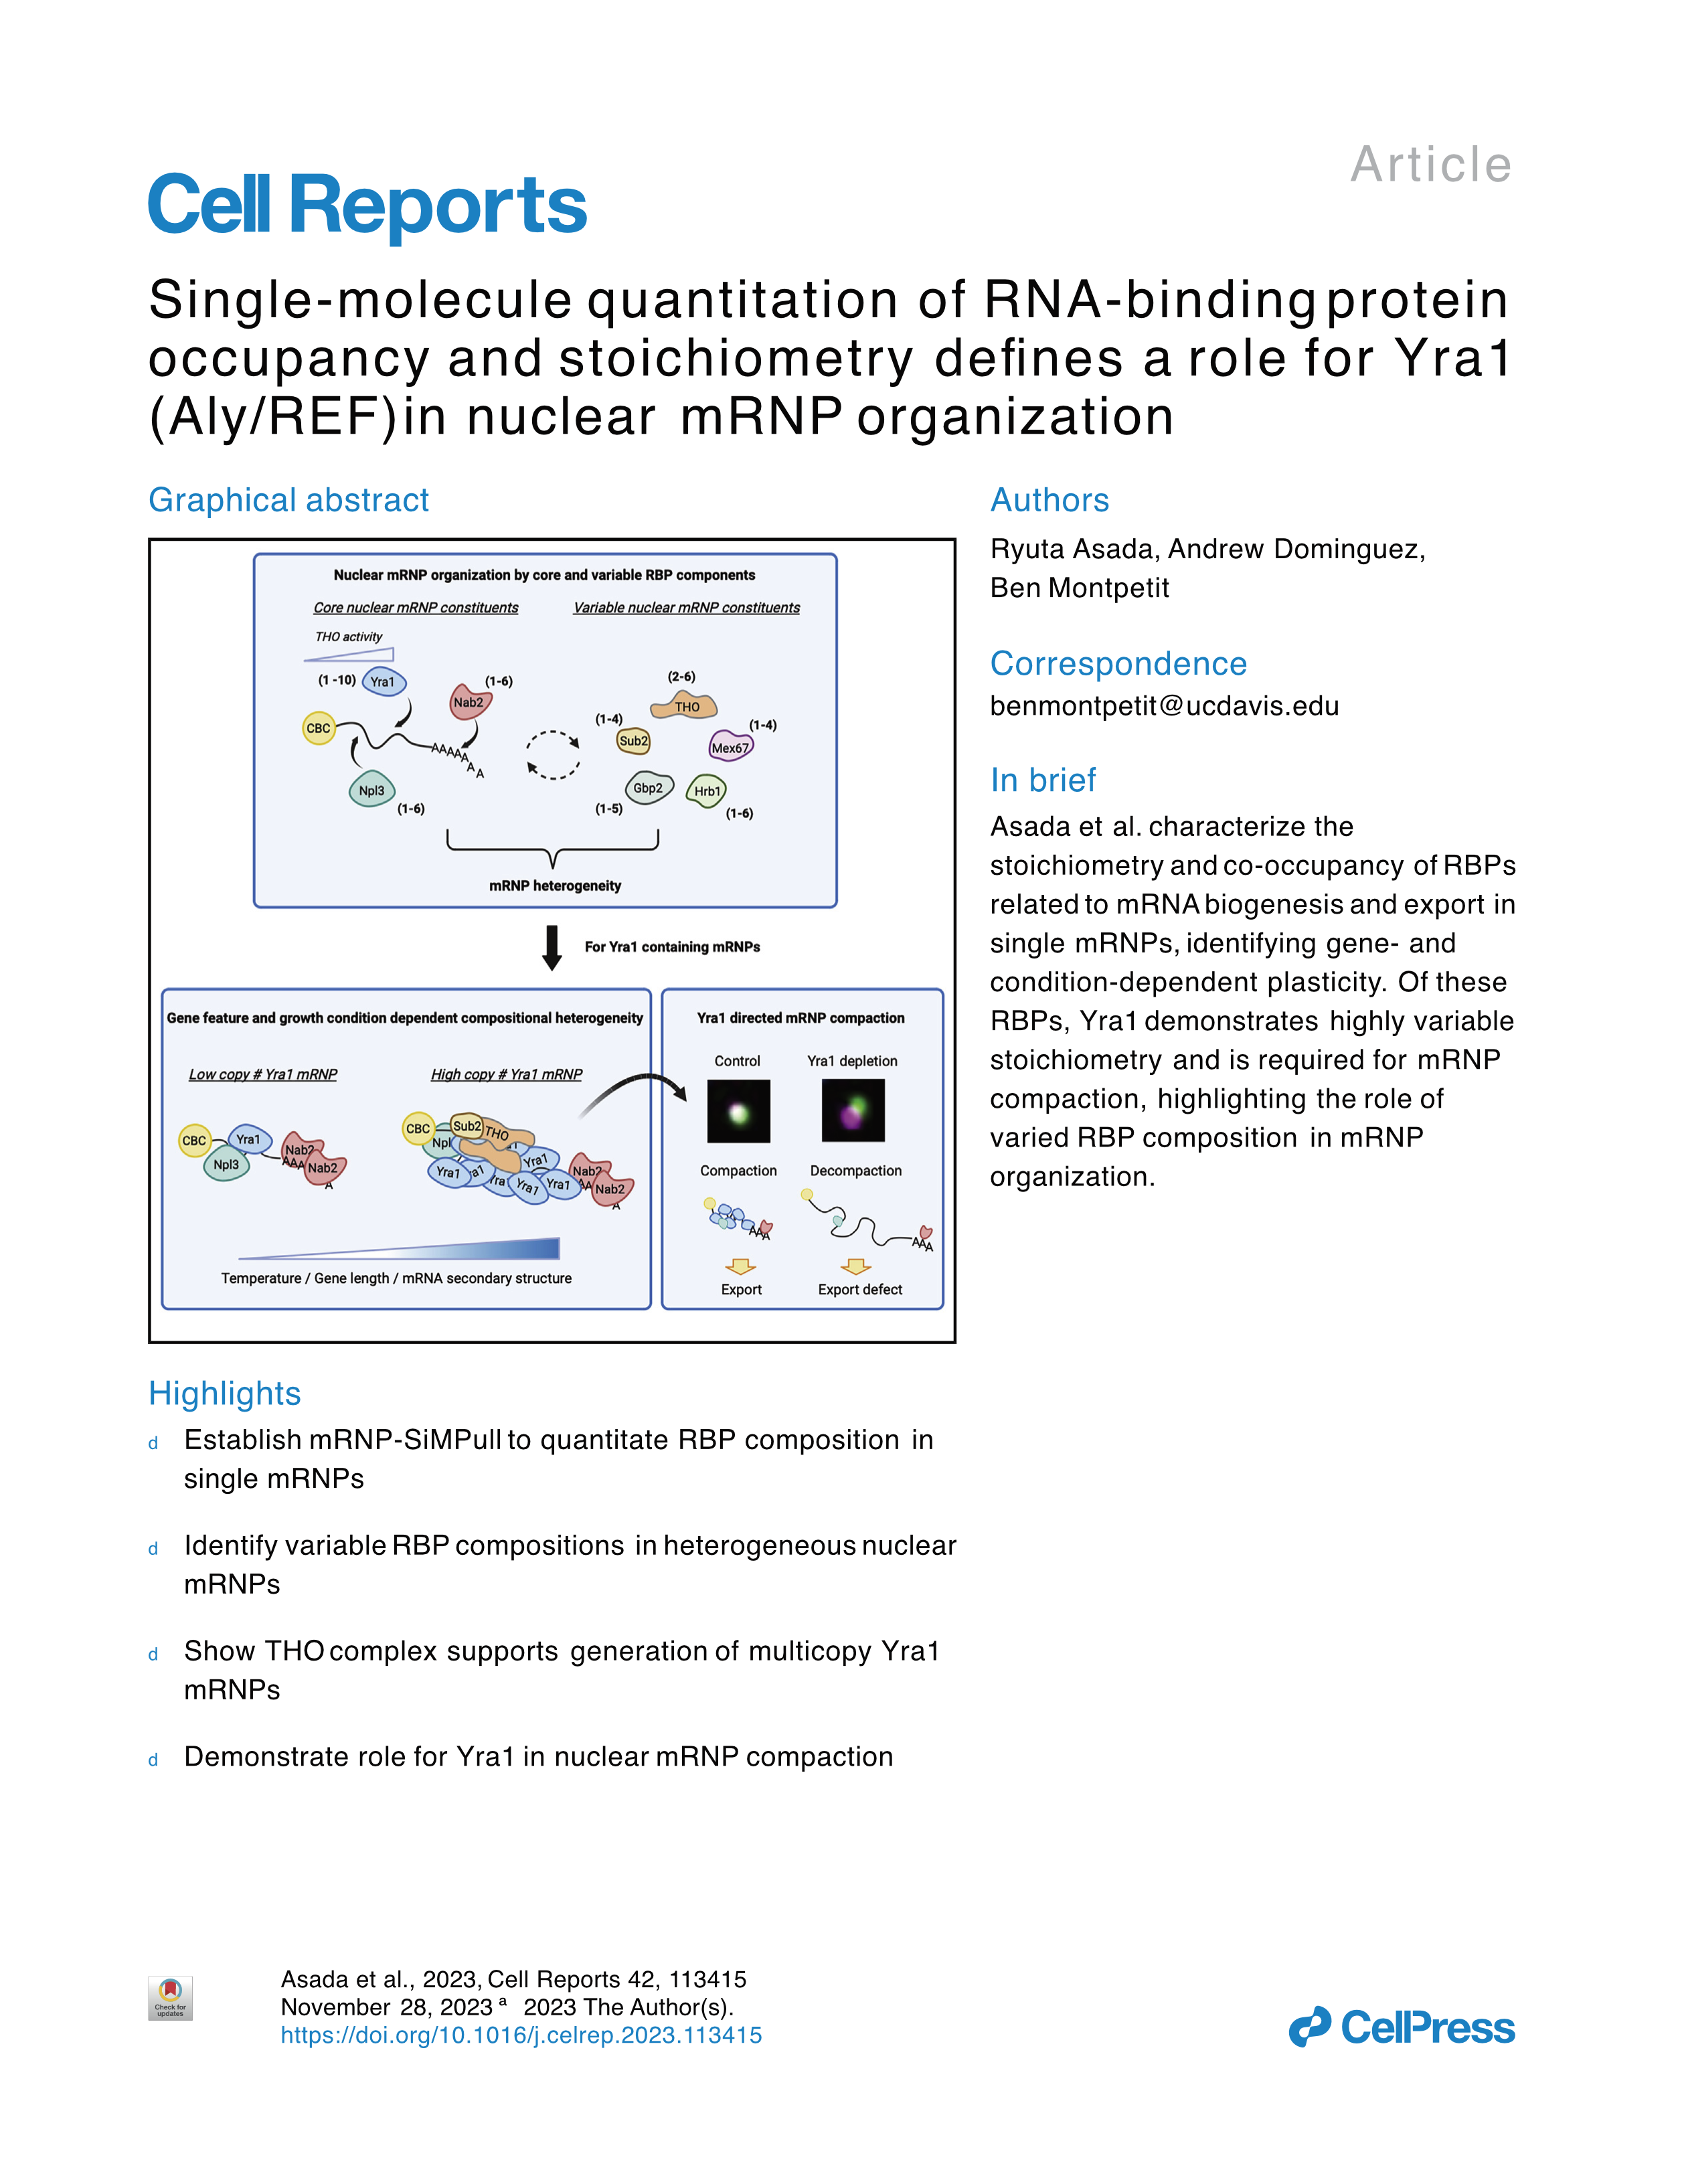 Article
Cell Reports
Single-molecule quantitation of RNA-binding protein
occupancy and stoichiometry defines a role for Yra1
(Aly/REF) in nuclear mRNP organization
Graphical abstract
Nuclear mRNP organization by core and variable RBP components
Core nuclear mRNP constituents
Variable nuclear mRNP constituents
THO activity
(1 -10)
Yra1
Nab2
(1-6)
CBC
AAAAA
A
A
Npl3
(1-6)
(2-6)
THO
(1-4)
Sub2
(1-4)
Mex67
Gbp2
(1-5)
Hrb1
(1-6)
mRNP heterogeneity
For Yra1 containing mRNPs
Gene feature and growth condition dependent compositional heterogeneity
Low copy # Yra1 mRNP
High copy # Yra1 mRNP
CBC
Yra1
Npl3
Nab2
AAA
Nab2
A
CBC
Sub2
THO
Npl
Yra1
Yra1
ra1
ra
Yra1
Yra1
Nab2
AA
Nab2
A
Temperature / Gene length / mRNA secondary structure
Yra1 directed mRNP compaction
Control
Yra1 depletion
Compaction
Decompaction
AAA
AAA
Export
Export defect
Authors
Ryuta Asada, Andrew Dominguez,
Ben Montpetit
Correspondence
benmontpetit@ucdavis.edu
In brief
Asada et al. characterize the
stoichiometry and co-occupancy of RBPs
related to mRNA biogenesis and export in
single mRNPs, identifying gene- and
condition-dependent plasticity. Of these
RBPs, Yra1 demonstrates highly variable
stoichiometry and is required for mRNP
compaction, highlighting the role of
varied RBP composition in mRNP
organization.
Highlights
d Establish mRNP-SiMPull to quantitate RBP composition in
single mRNPs
d Identify variable RBP compositions in heterogeneous nuclear
mRNPs
d Show THO complex supports generation of multicopy Yra1
mRNPs
d Demonstrate role for Yra1 in nuclear mRNP compaction
Check for
updates
Asada et al., 2023, Cell Reports 42, 113415
November 28, 2023 ª 2023 The Author(s).
https://doi.org/10.1016/j.celrep.2023.113415
CellPress